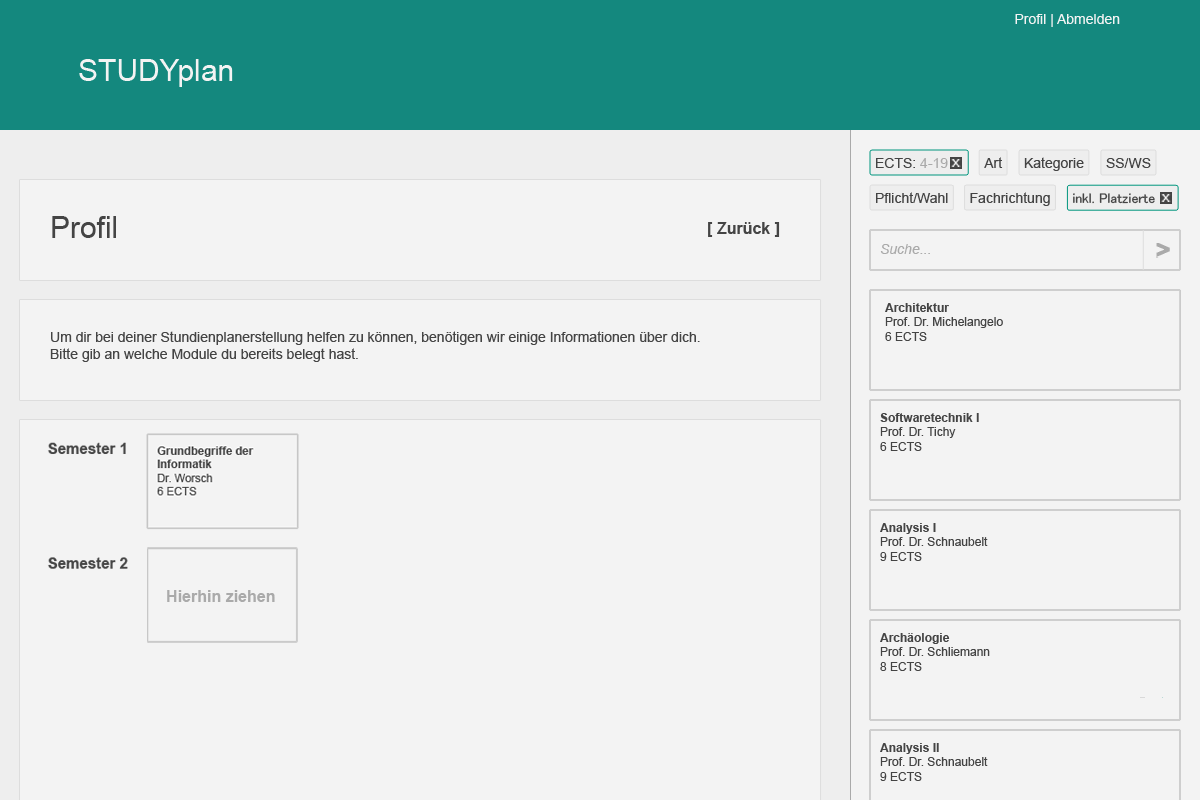 Profil | Abmelden
STUDYplan
Profil
[ Zurück ]
Um dir bei deiner Stundienplanerstellung helfen zu können, benötigen wir einige Informationen über dich.
Bitte gib an welche Module du bereits belegt hast.
Semester 1
Grundbegriffe der
Informatik
Dr. Worsch
6 ECTS
Semester 2
Hierhin ziehen
ECTS: 4-19 X Art Kategorie SS/WS
Pflicht/Wahl Fachrichtung inkl. Platzierte X
Suche... >
Architektur
Prof. Dr. Michelangelo
6 ECTS
Softwaretechnik I
Prof. Dr. Tichy
6 ECTS
Analysis I
Prof. Dr. Schnaubelt
9 ECTS
Archäologie
Prof. Dr. Schliemann
8 ECTS
Analysis II
Prof. Dr. Schnaubelt
9 ECTS